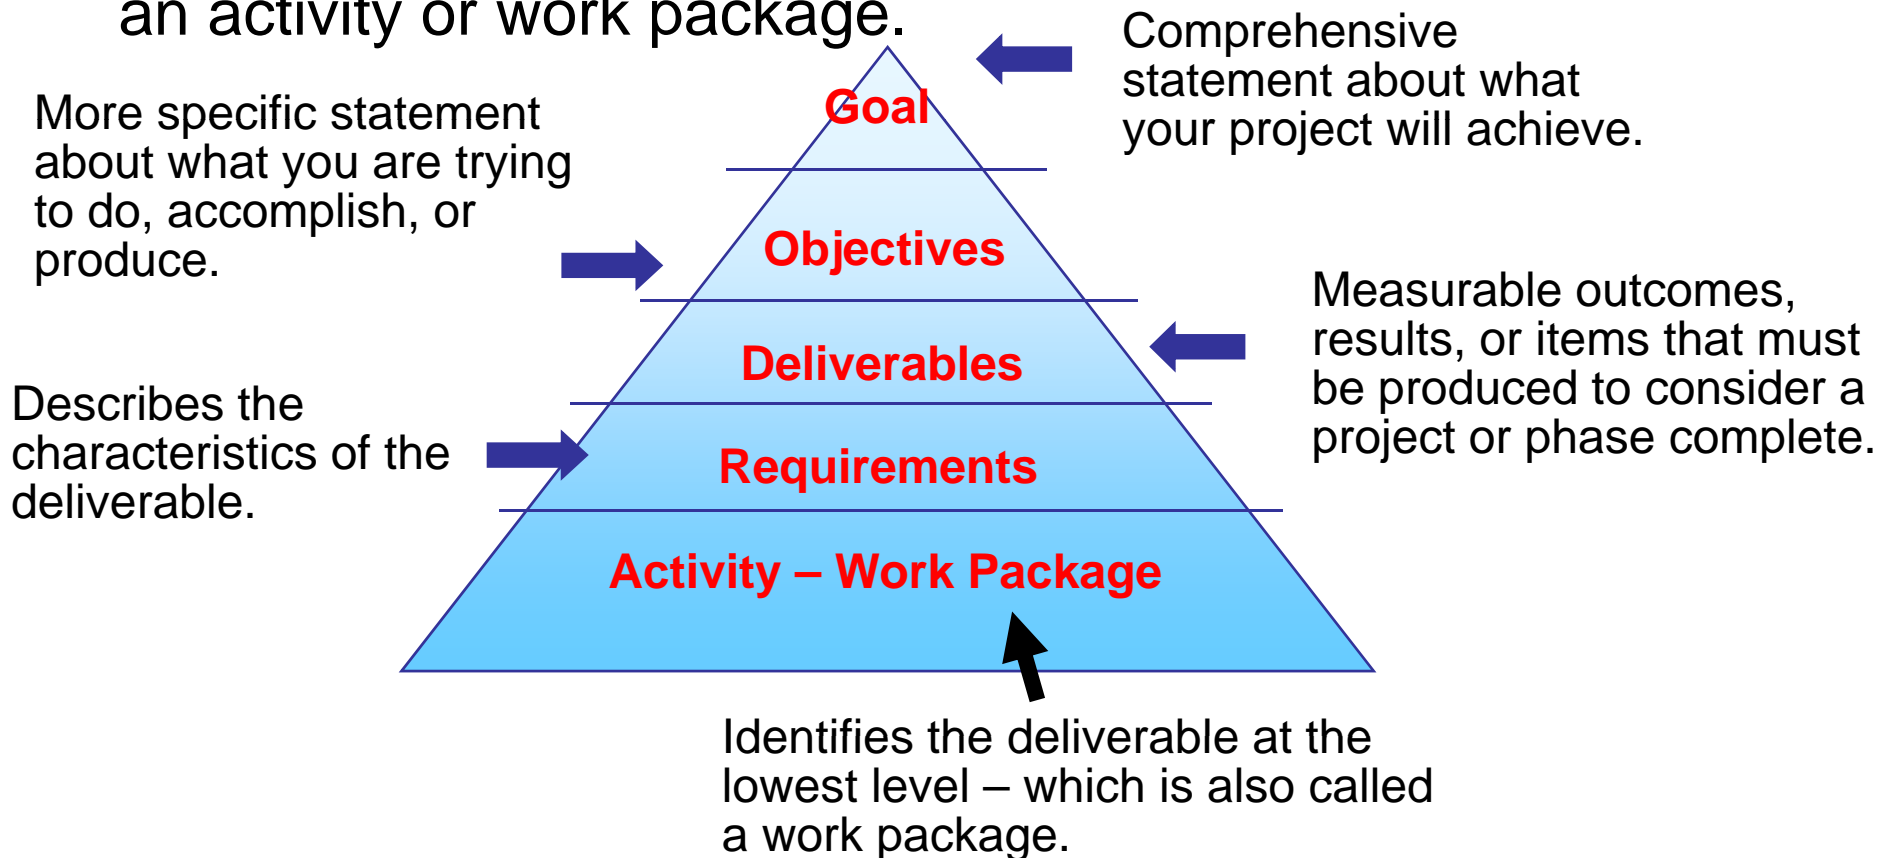 an activity or work package.
Comprehensive
statement about what
your project will achieve.
Goal
More specific statement
about what you are trying
to do, accomplish, or
produce.
Objectives
Measurable outcomes,
results, or items that must
be produced to consider a
project or phase complete.
Deliverables
Describes the
characteristics of the
deliverable.
Requirements
Activity – Work Package
Identifies the deliverable at the
lowest level – which is also called
a work package.